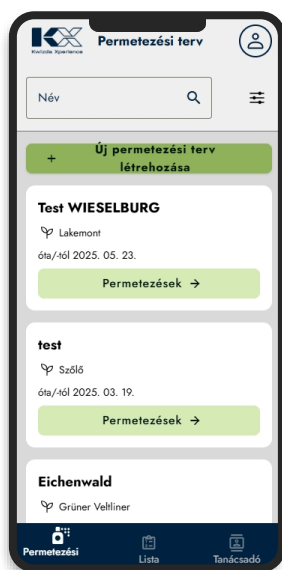 KX
Kwizda Xperience
Permetezési terv
Név
+ Új permetezési terv
létrehozása
Test WIESELBURG
Lakemont
óta/-tól 2025. 05. 23.
Permetezések →
test
Szőlő
óta/-tól 2025. 03. 19.
Permetezések →
Eichenwald
Grüner Veltliner
Permetezési
Lista
Tanácsadó